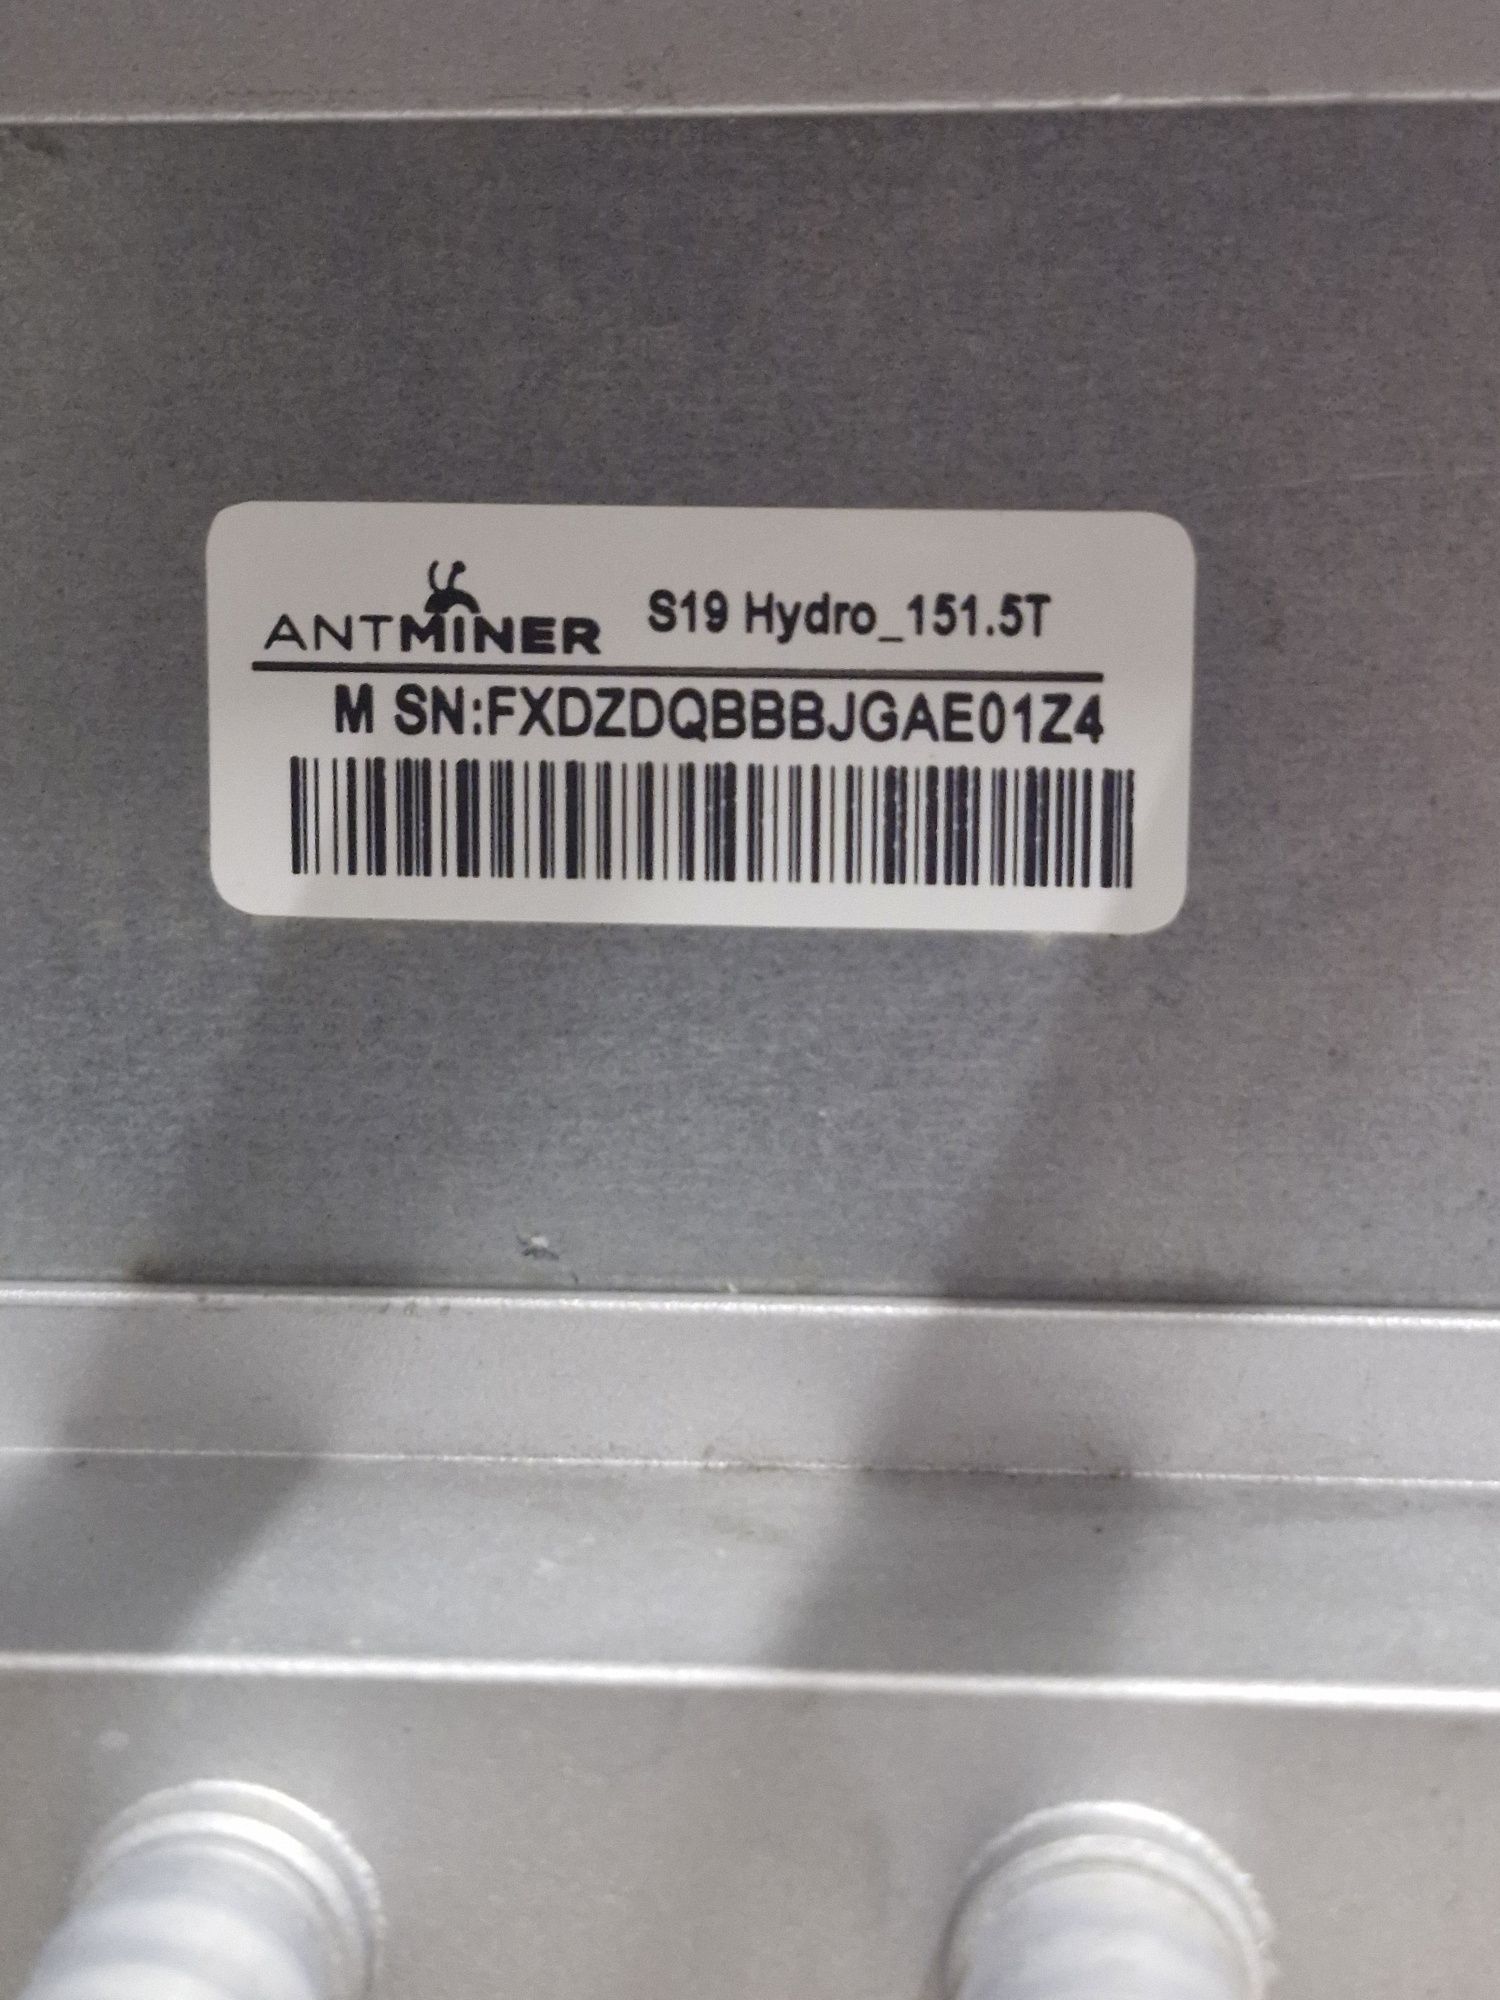 ANTMINER S19 Hydro_151.5T
M SN:FXDZDQBBBJGAE01Z4